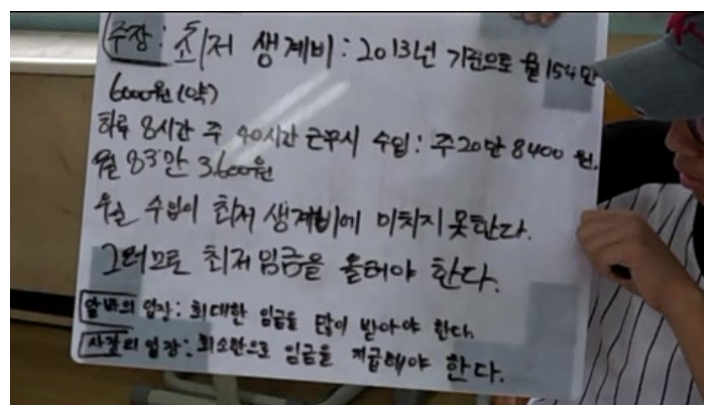 주장: 최저 생계비: 2013년 기준으로 월 154만
6000원(약)
하루 8시간 주 40시간 근무시 수입: 주20만 8400 원.
월 83만 3.600원
월 수입이 최저 생계비에 미치지 못한다.
그러므로 최저임금을 올려야 한다.
알바의 입장: 최대한 임금을 많이 받아야 한다.
사장의 입장: 최소한으로 임금을 지급해야 한다.